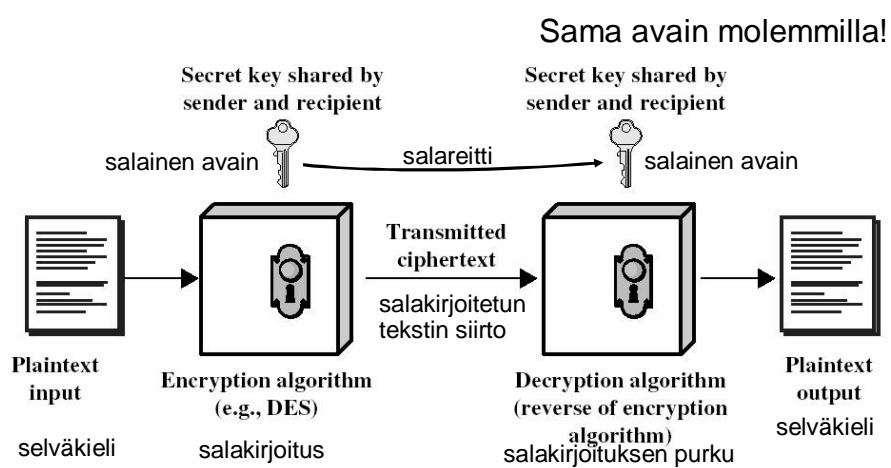 Sama avain molemmilla!
Secret key shared by
sender and recipient
Secret key shared by
sender and recipient
salainen avain
salareitti
salainen avain
Transmitted
ciphertext
salakirjoitetun
tekstin siirto
Plaintext
input
Encryption algorithm
(e.g., DES)
Decryption algorithm
(reverse of encryption
algorithm)
Plaintext
output
selväkieli
salakirjoitus
salakirjoituksen purku
selväkieli